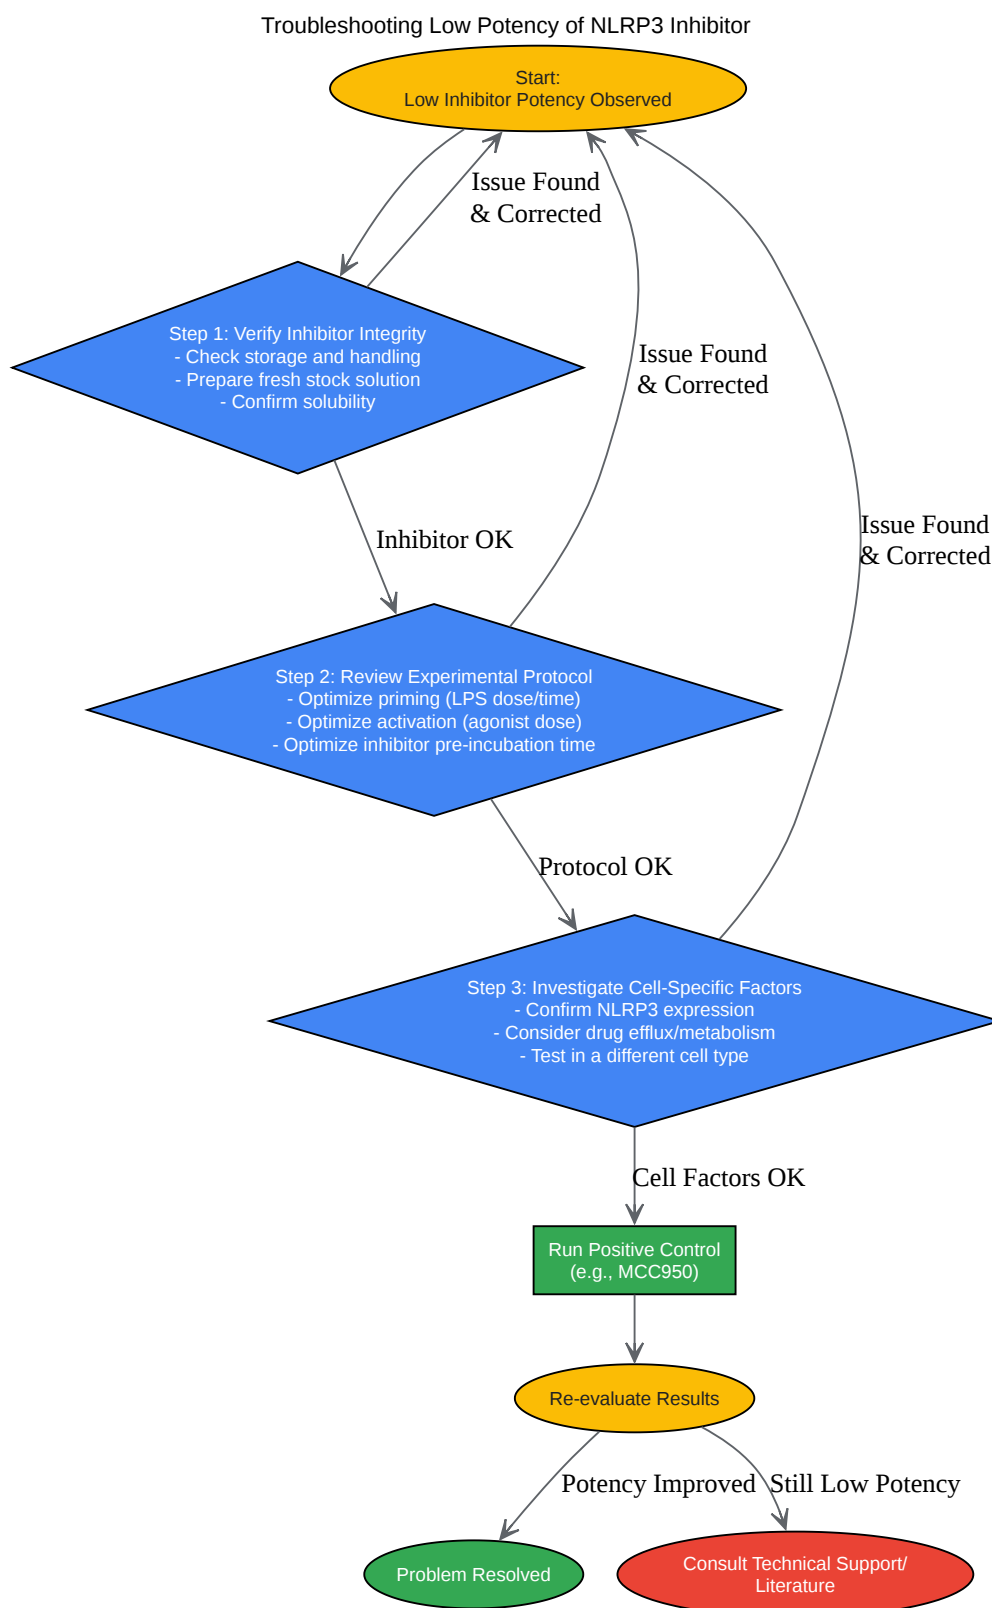 Troubleshooting Low Potency of NLRP3 Inhibitor
Start:
Low Inhibitor Potency Observed
Issue Found
& Corrected
Step 1: Verify Inhibitor Integrity
- Check storage and handling
- Prepare fresh stock solution
- Confirm solubility
Issue Found
& Corrected
Issue Found
& Corrected
Inhibitor OK
Step 2: Review Experimental Protocol
- Optimize priming (LPS dose/time)
- Optimize activation (agonist dose)
- Optimize inhibitor pre-incubation time
Protocol OK
Step 3: Investigate Cell-Specific Factors
- Confirm NLRP3 expression
- Consider drug efflux/metabolism
- Test in a different cell type
Cell Factors OK
Run Positive Control
(e.g., MCC950)
Re-evaluate Results
Potency Improved
Still Low Potency
Problem Resolved
Consult Technical Support/
Literature